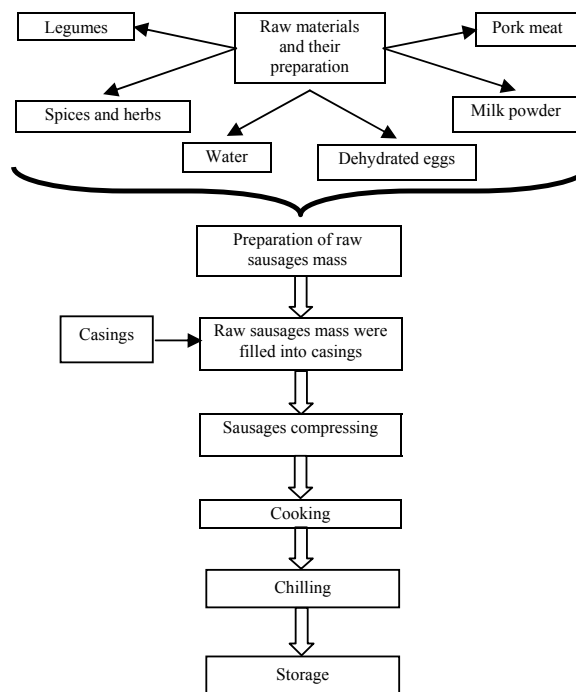 Legumes
Raw materials
and their
preparation
Pork meat
Spices and herbs
Milk powder
Water
Dehydrated eggs
Preparation of raw
sausages mass
Casings
Raw sausages mass were
filled into casings
Sausages compressing
Cooking
Chilling
Storage